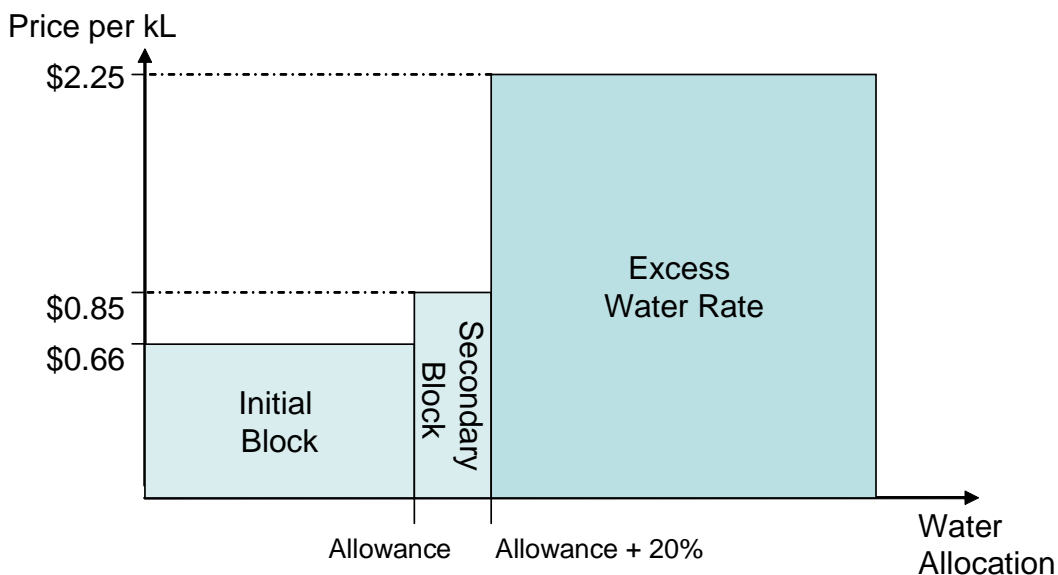 Price per kL
$2.25
$0.85
$0.66
Initial
Block
Secondary
Block
Excess
Water Rate
Allowance
Allowance + 20%
Water
Allocation